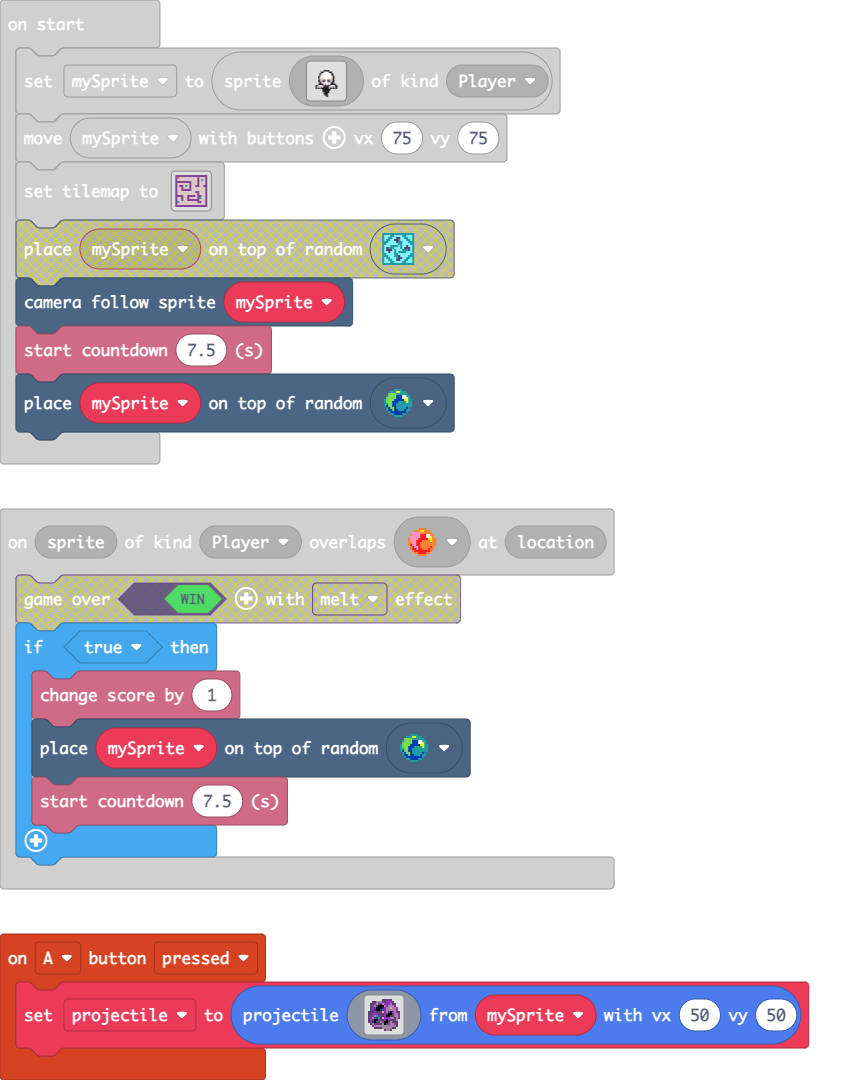 on start
set mySprite to sprite of kind Player
move mySprite with buttons vx 75 vy 75
set tilemap to
place mySprite on top of random
camera follow sprite mySprite
start countdown 7.5 (s)
place mySprite on top of random
on sprite of kind Player overlaps at location
game over WIN with melt effect
if true then
change score by 1
place mySprite on top of random
start countdown 7.5 (s)
on A button pressed
set projectile to projectile from mySprite with vx 50 vy 50